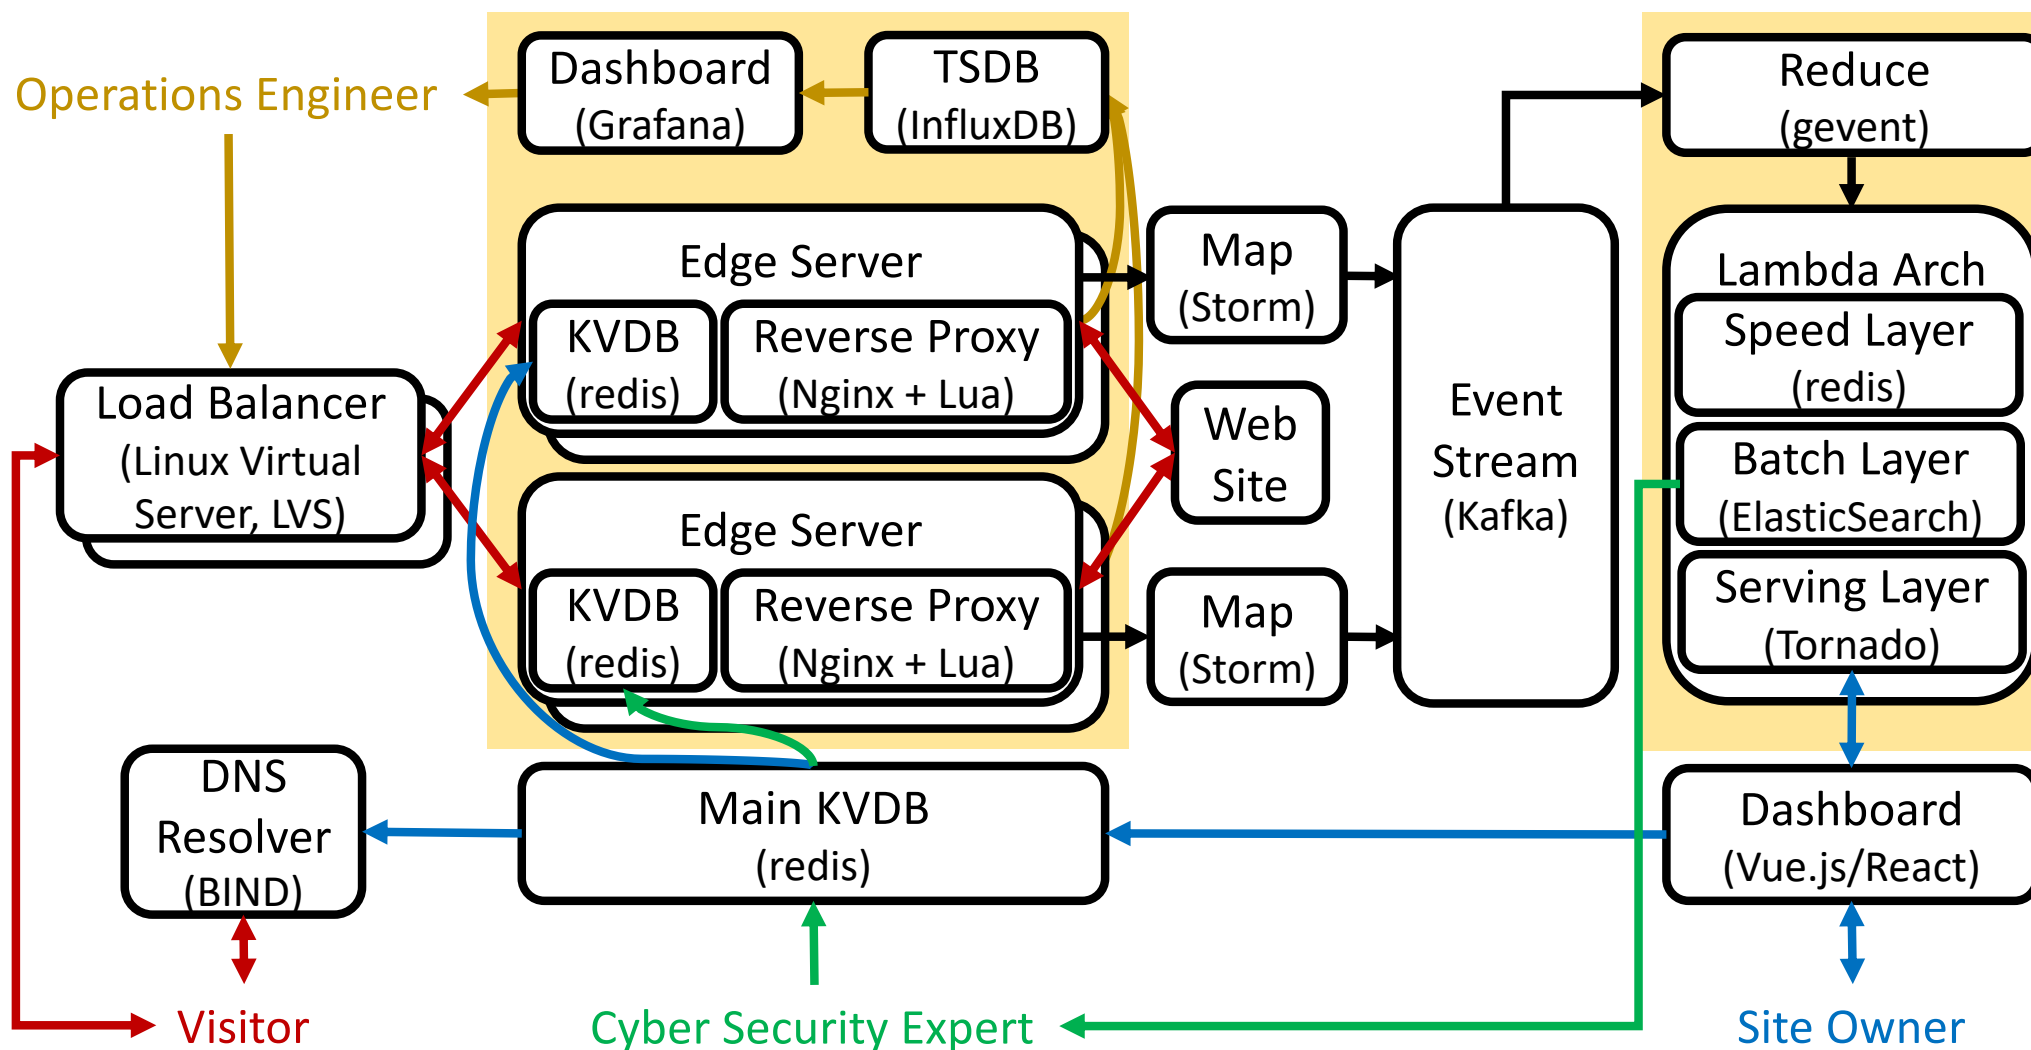 Operations Engineer
Dashboard
(Grafana)
TSDB
(InfluxDB)
Reduce
(gevent)
Edge Server
KVDB
(redis)
Reverse Proxy
(Nginx + Lua)
Map
(Storm)
Load Balancer
(Linux Virtual
Server, LVS)
Web
Site
Event
Stream
(Kafka)
Lambda Arch
Speed Layer
(redis)
Batch Layer
(ElasticSearch)
Serving Layer
(Tornado)
Edge Server
KVDB
(redis)
Reverse Proxy
(Nginx + Lua)
Map
(Storm)
DNS
Resolver
(BIND)
Main KVDB
(redis)
Dashboard
(Vue.js/React)
Visitor
Cyber Security Expert
Site Owner